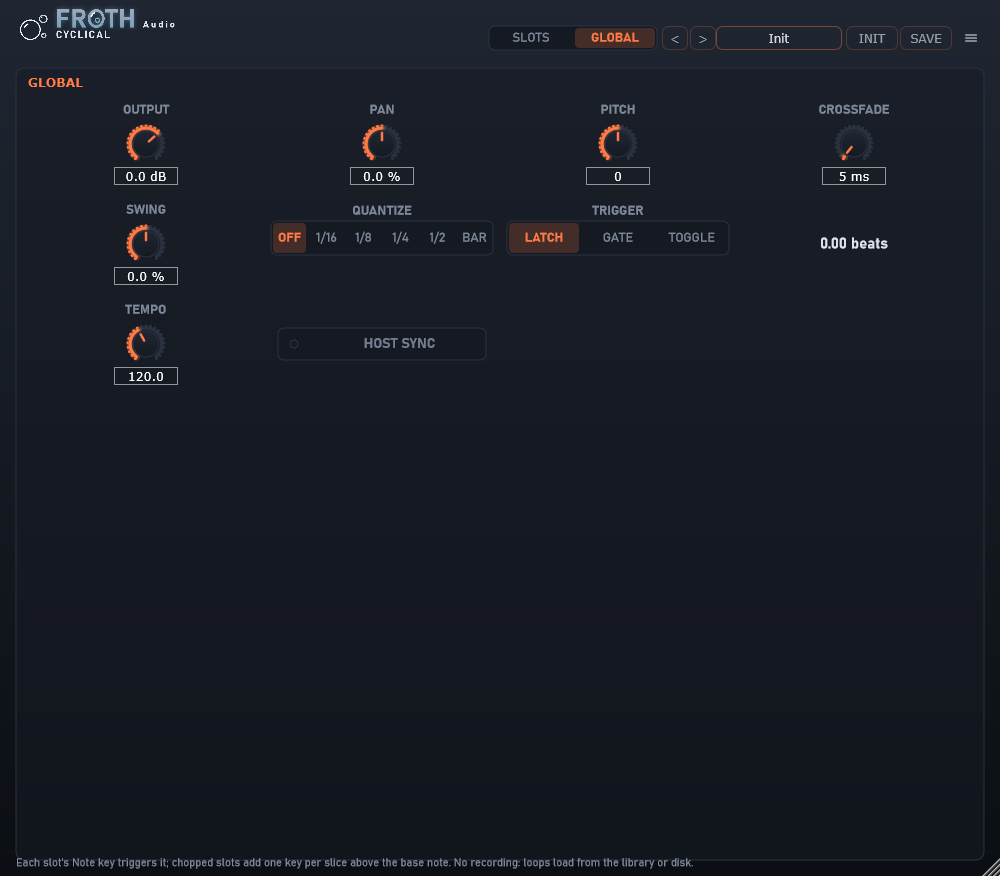 FROTH Audio
CYCLICAL
SLOTS GLOBAL < > Init INIT SAVE
GLOBAL
OUTPUT PAN PITCH CROSSFADE
0.0 dB 0.0 % 0 5 ms
SWING QUANTIZE TRIGGER
OFF 1/16 1/8 1/4 1/2 BAR LATCH GATE TOGGLE 0.00 beats
0.0 %
TEMPO
HOST SYNC
120.0
Each slot's Note key triggers it; chopped slots add one key per slice above the base note. No recording: loops load from the library or disk.